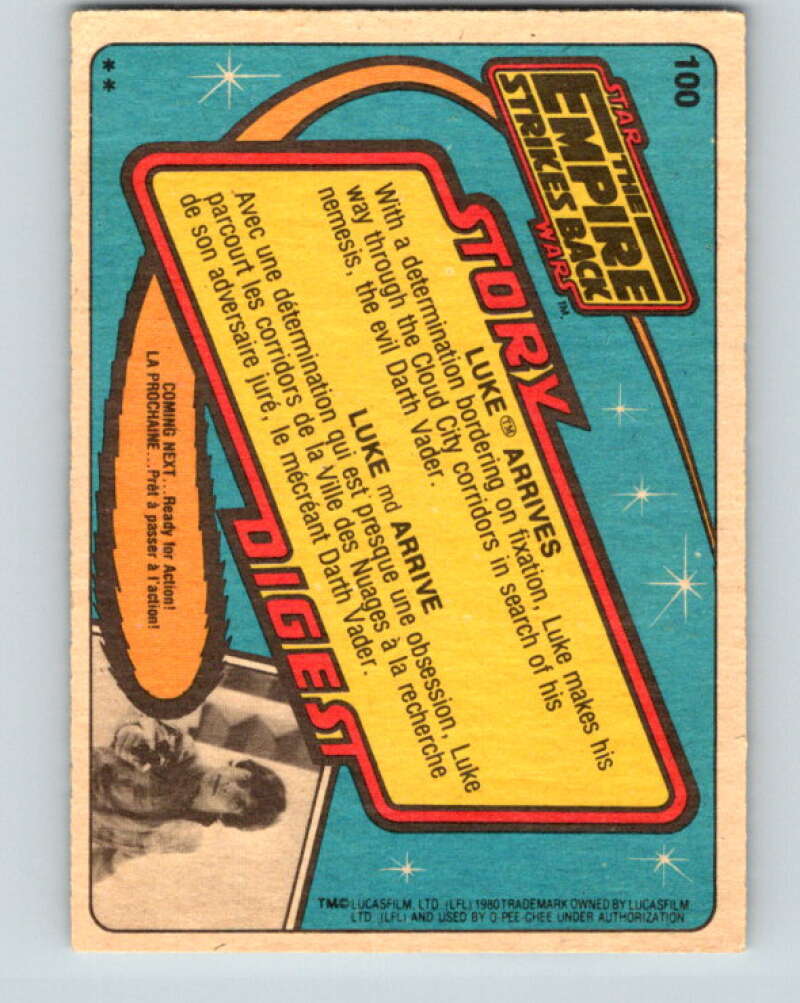 100
STAR
THE
EMPIRE
STRIKES BACK
WARS™
STORY
LUKE ™ ARRIVES
With a determination bordering on fixation, Luke makes his
way through the Cloud City corridors in search of his
nemesis, the evil Darth Vader.
LUKE md ARRIVE
Avec une détermination qui est presque une obsession, Luke
parcourt les corridors de la Ville des Nuages à la recherche
de son adversaire juré, le mécréant Darth Vader.
DIGEST
COMING NEXT...Ready for Action!
LA PROCHAINE...Prêt à passer à l'action!
**
TM© LUCASFILM, LTD. (LFL) 1980 TRADEMARK OWNED BY LUCASFILM
LTD. (LFL) AND USED BY O-PEE-CHEE UNDER AUTHORIZATION